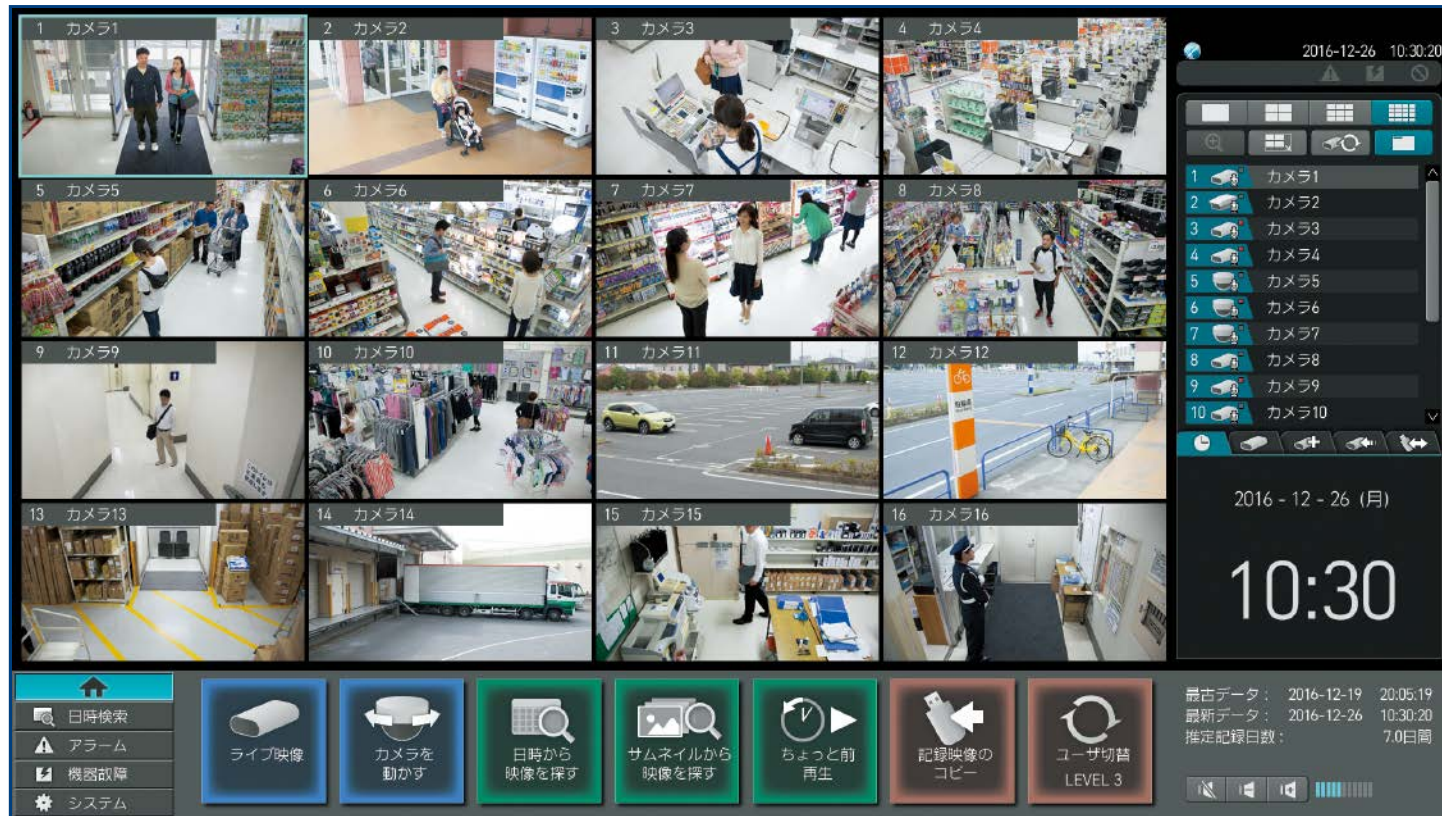 1 カメラ1
2 カメラ2
3 カメラ3
4 カメラ4
5 カメラ5
6 カメラ6
7 カメラ7
8 カメラ8
9 カメラ9
10 カメラ10
11 カメラ11
12 カメラ12
13 カメラ13
14 カメラ14
15 カメラ15
16 カメラ16
2016-12-26 10:30:20
1 カメラ1
2 カメラ2
3 カメラ3
4 カメラ4
5 カメラ5
6 カメラ6
7 カメラ7
8 カメラ8
9 カメラ9
10 カメラ10
2016 - 12 - 26 (月)
10:30
日時検索
アラーム
機器故障
システム
ライブ映像
カメラを
動かす
日時から
映像を探す
サムネイルから
映像を探す
ちょっと前
再生
記録映像の
コピー
ユーザ切替
LEVEL 3
最古データ： 2016-12-19 20:05:19
最新データ： 2016-12-26 10:30:20
推定記録日数： 7.0日間